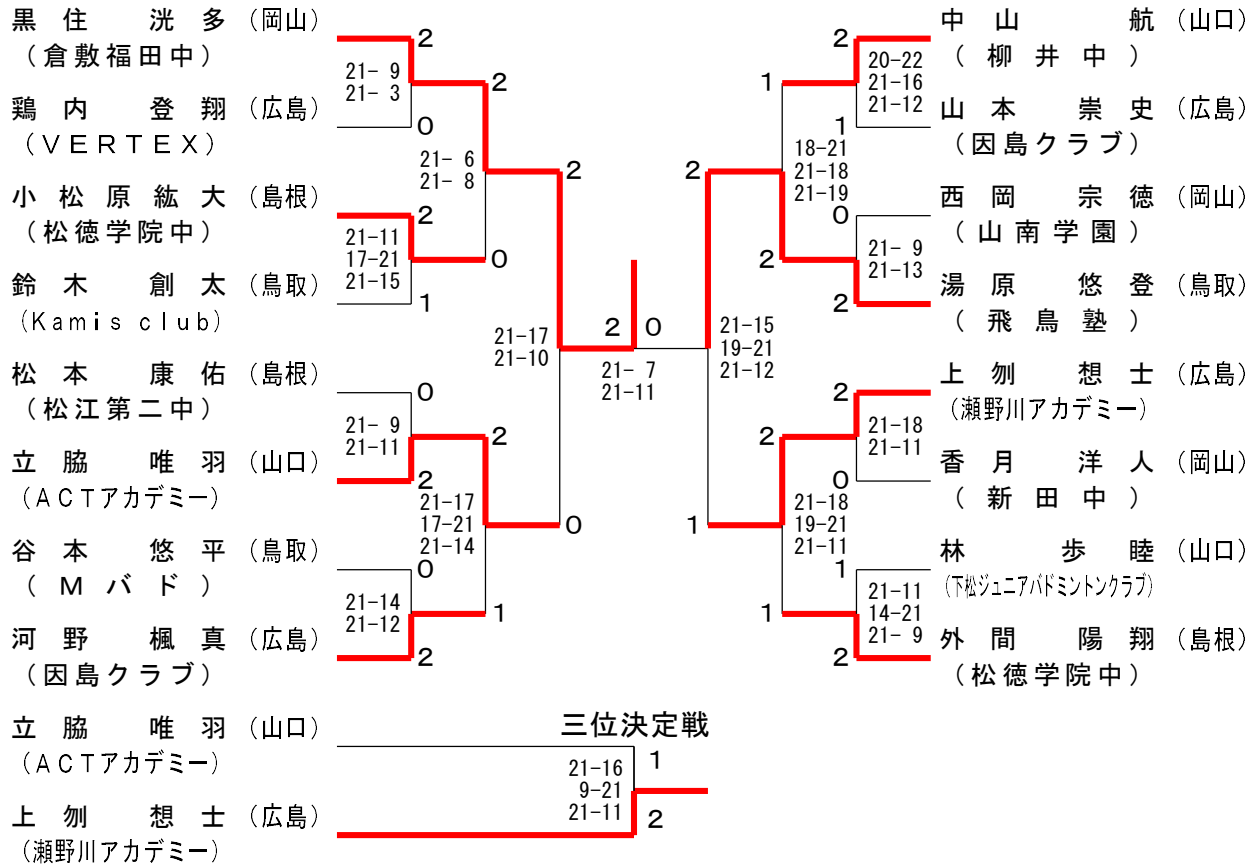 黒住 洸多 (岡山)
(倉敷福田中)
2
21- 9
21- 3
鶏内 登翔 (広島)
(VERTEX)
0
2
21- 6
21- 8
小松原 紘大 (島根)
(松徳学院中)
2
21-11
17-21
21-15
0
鈴木 創太 (鳥取)
(Kamis club)
1
2
21-17
21-10
松本 康佑 (島根)
(松江第二中)
0
21- 9
21-11
2
立脇 唯羽 (山口)
(ACTアカデミー)
2
21-17
17-21
21-14
0
谷本 悠平 (鳥取)
(Mバド)
0
21-14
21-12
1
河野 楓真 (広島)
(因島クラブ)
2
2 0
21- 7
21-11
中山 航 (山口)
(柳井中)
2
20-22
21-16
21-12
1
山本 崇史 (広島)
(因島クラブ)
1
18-21
21-18
21-19
2
西岡 宗徳 (岡山)
(山南学園)
0
21- 9
21-13
2
湯原 悠登 (鳥取)
(飛鳥塾)
2
21-15
19-21
21-12
上刎 想士 (広島)
(瀬野川アカデミー)
2
21-18
21-11
2
香月 洋人 (岡山)
(新田中)
0
21-18
19-21
21-11
1
林 歩睦 (山口)
(下松ジュニアバドミントンクラブ)
1
21-11
14-21
21- 9
1
外間 陽翔 (島根)
(松徳学院中)
2
三位決定戦
立脇 唯羽 (山口)
(ACTアカデミー)
1
21-16
9-21
21-11
2
上刎 想士 (広島)
(瀬野川アカデミー)